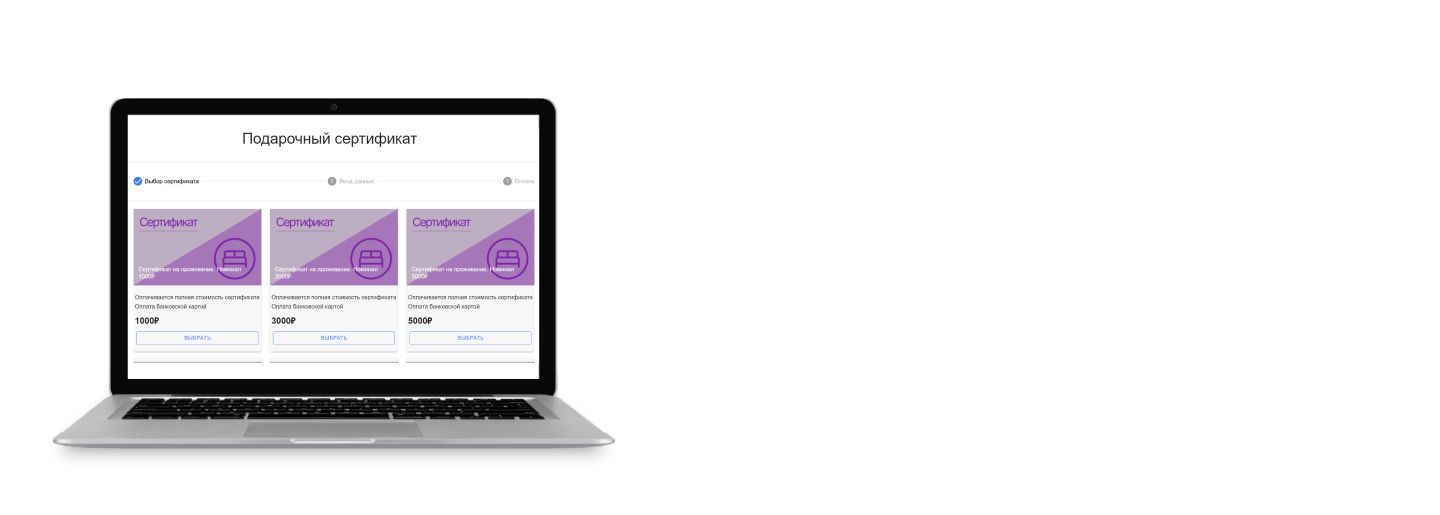 Подарочный сертификат
Выбор сертификата
2 Ввод данных
3 Оплата
Сертификат
Сертификат на проживание. Номинал
1000₽
Оплачивается полная стоимость сертификата
Оплата банковской картой
1000₽
ВЫБРАТЬ
Сертификат
Сертификат на проживание. Номинал
3000₽
Оплачивается полная стоимость сертификата
Оплата банковской картой
3000₽
ВЫБРАТЬ
Сертификат
Сертификат на проживание. Номинал
5000₽
Оплачивается полная стоимость сертификата
Оплата банковской картой
5000₽
ВЫБРАТЬ